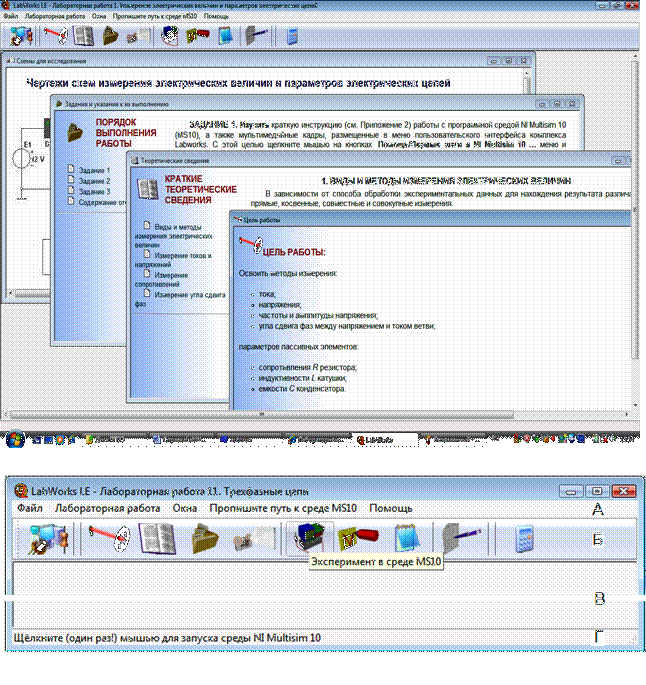 LabWorks I.E - Лабораторная работа 1. Измерение электрических величин и параметров электрических цепей
Файл Лабораторная работа Окна Пропишите путь к среде MS10 Помощь
Схемы для исследования
Чертежи схем измерения электрических величин и параметров электрических цепей
E1
12 V
Задания и указания к их выполнению
ПОРЯДОК
ВЫПОЛНЕНИЯ
РАБОТЫ
Задание 1
Задание 2
Задание 3
Содержание от
ЗАДАНИЕ 1. Изучить краткую инструкцию (см. Приложение 2) работы с програмной средой NI Multisim 10
(MS10), а также мультимедийные кадры, размещенные в меню пользовательского интерфейса комплекса
Labworks. С этой целью щелкните мышью на кнопках в NI Multisim 10 ... меню и
Теоретические сведения
КРАТКИЕ
ТЕОРЕТИЧЕСКИЕ
СВЕДЕНИЯ
Виды и методы
измерения электрических
величин
Измерение токов и
напряжений
Измерение
сопротивлений
Измерение угла сдвига
фаз
1. ВИДЫ И МЕТОДЫ ИЗМЕРЕНИЯ ЭЛЕКТРИЧЕСКИХ ВЕЛИЧИН
В зависимости от способа обработки экспериментальных данных для нахождения результата различа
прямые, косвенные, совместные и совокупные измерения.
Цель работы
ЦЕЛЬ РАБОТЫ:
Освоить методы измерения:
тока;
напряжения;
частоты и амплитуды напряжения;
угла сдвига фаз между напряжением и током ветви;
параметров пассивных элементов:
сопротивления R резистора;
индуктивности L катушки;
емкости C конденсатора.
LabWorks
LabWorks I.E - Лабораторная работа 11. Трехфазные цепи
Файл Лабораторная работа Окна Пропишите путь к среде MS10 Помощь
А
Б
Эксперимент в среде MS10
В
Щёлкните (один раз!) мышью для запуска среды NI Multisim 10
Г